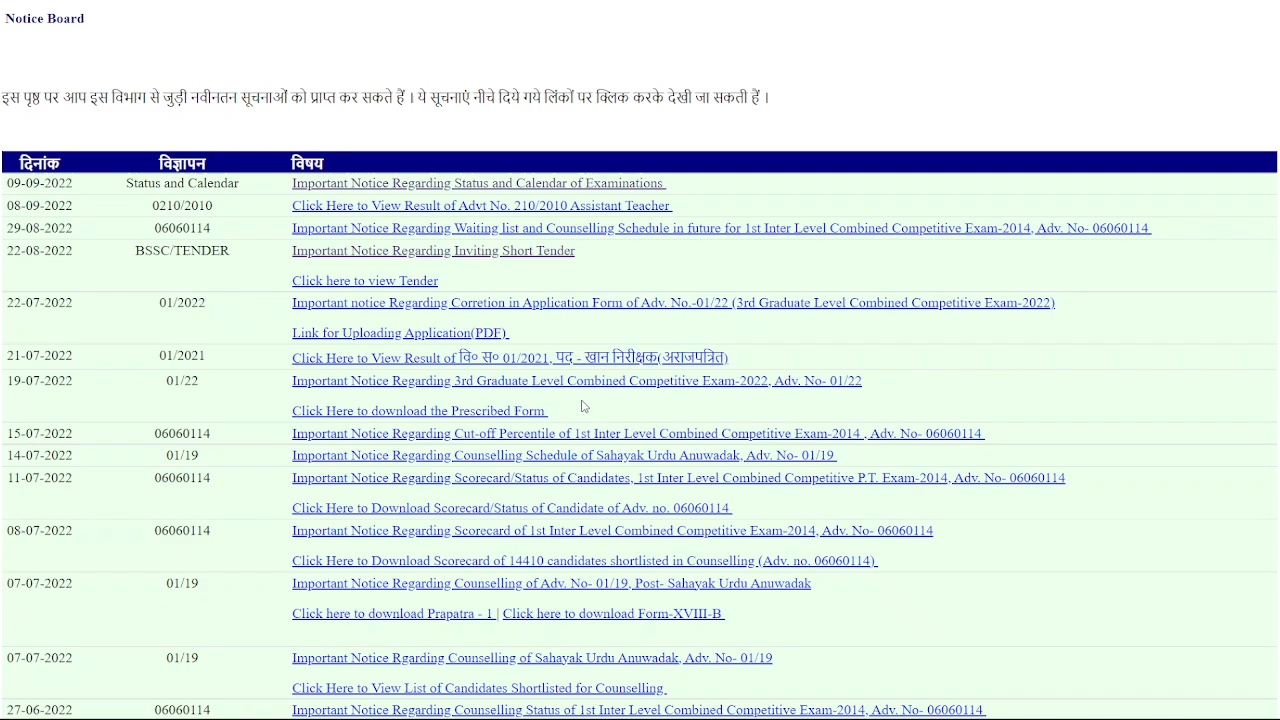 Notice Board
इस पृष्ठ पर आप इस विभाग से जुड़ी नवीनतन सूचनाओं को प्राप्त कर सकते हैं । ये सूचनाएं नीचे दिये गये लिंकों पर क्लिक करके देखी जा सकती हैं ।
दिनांक विज्ञापन विषय
09-09-2022 Status and Calendar Important Notice Regarding Status and Calendar of Examinations
08-09-2022 0210/2010 Click Here to View Result of Advt No. 210/2010 Assistant Teacher
29-08-2022 06060114 Important Notice Regarding Waiting list and Counselling Schedule in future for 1st Inter Level Combined Competitive Exam-2014, Adv. No- 06060114
22-08-2022 BSSC/TENDER Important Notice Regarding Inviting Short Tender
Click here to view Tender
22-07-2022 01/2022 Important notice Regarding Corretion in Application Form of Adv. No.-01/22 (3rd Graduate Level Combined Competitive Exam-2022)
Link for Uploading Application(PDF)
21-07-2022 01/2021 Click Here to View Result of वि० स० 01/2021, पद - खान निरीक्षक(अराजपत्रित)
19-07-2022 01/22 Important Notice Regarding 3rd Graduate Level Combined Competitive Exam-2022, Adv. No- 01/22
Click Here to download the Prescribed Form
15-07-2022 06060114 Important Notice Regarding Cut-off Percentile of 1st Inter Level Combined Competitive Exam-2014 , Adv. No- 06060114
14-07-2022 01/19 Important Notice Regarding Counselling Schedule of Sahayak Urdu Anuwadak, Adv. No- 01/19
11-07-2022 06060114 Important Notice Regarding Scorecard/Status of Candidates, 1st Inter Level Combined Competitive P.T. Exam-2014, Adv. No- 06060114
Click Here to Download Scorecard/Status of Candidate of Adv. no. 06060114
08-07-2022 06060114 Important Notice Regarding Scorecard of 1st Inter Level Combined Competitive Exam-2014, Adv. No- 06060114
Click Here to Download Scorecard of 14410 candidates shortlisted in Counselling (Adv. no. 06060114)
07-07-2022 01/19 Important Notice Regarding Counselling of Adv. No- 01/19, Post- Sahayak Urdu Anuwadak
Click here to download Prapatra - 1 | Click here to download Form-XVIII-B
07-07-2022 01/19 Important Notice Rgarding Counselling of Sahayak Urdu Anuwadak, Adv. No- 01/19
Click Here to View List of Candidates Shortlisted for Counselling
27-06-2022 06060114 Important Notice Regarding Counselling Status of 1st Inter Level Combined Competitive Exam-2014, Adv. No- 06060114